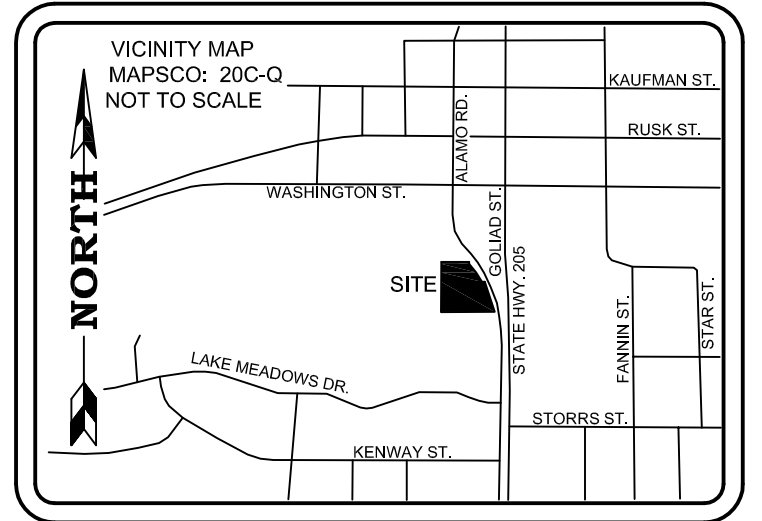 VICINITY MAP
MAPSCO: 20C-Q
NOT TO SCALE
NORTH
KAUFMAN ST.
RUSK ST.
ALAMO RD.
WASHINGTON ST.
GOLIAD ST.
STATE HWY. 205
SITE
FANNIN ST.
STAR ST.
LAKE MEADOWS DR.
STORRS ST.
KENWAY ST.